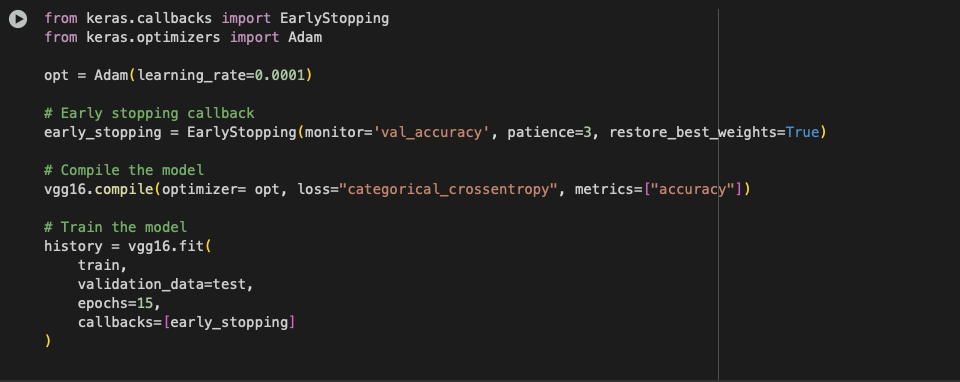 from keras.callbacks import EarlyStopping
from keras.optimizers import Adam
opt = Adam(learning_rate=0.0001)
# Early stopping callback
early_stopping = EarlyStopping(monitor='val_accuracy', patience=3, restore_best_weights=True)
# Compile the model
vgg16.compile(optimizer= opt, loss="categorical_crossentropy", metrics=["accuracy"])
# Train the model
history = vgg16.fit(
    train,
    validation_data=test,
    epochs=15,
    callbacks=[early_stopping]
)